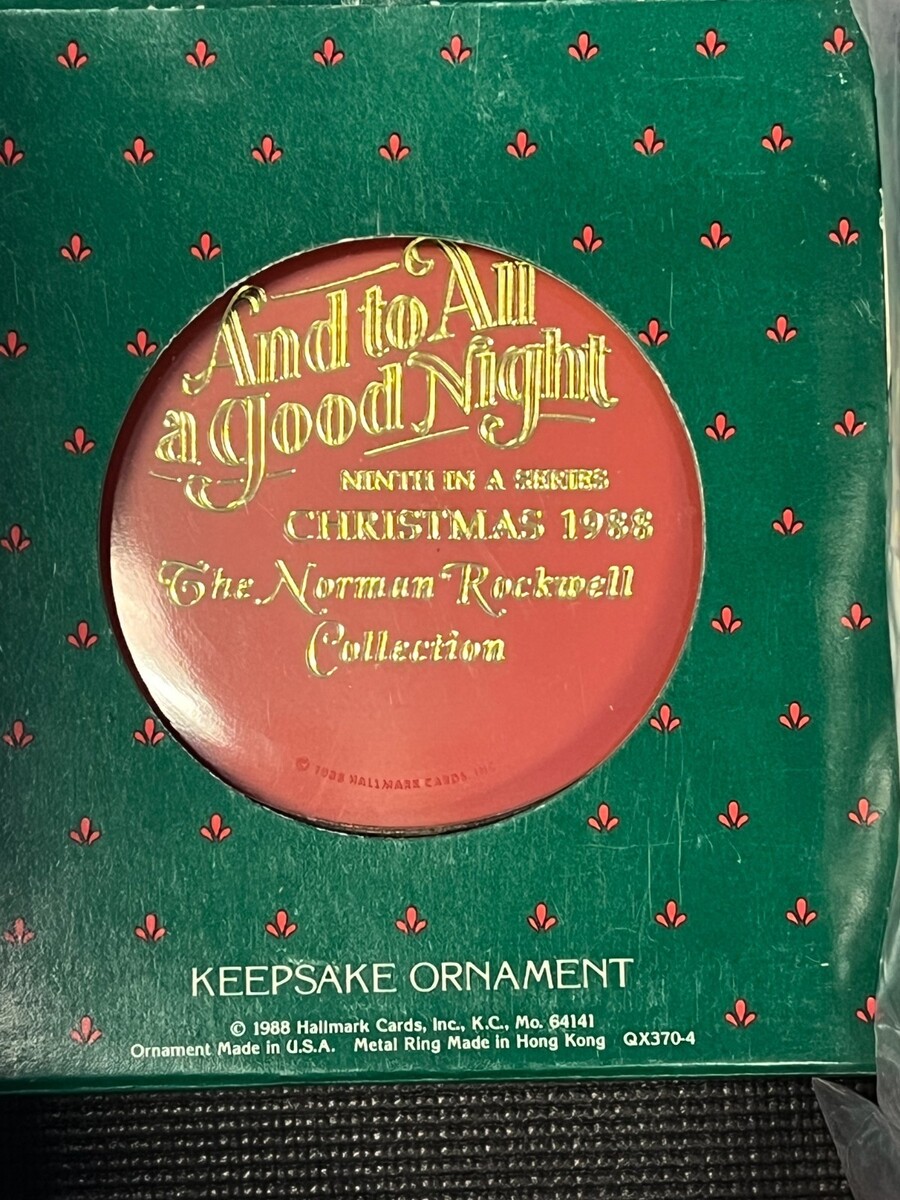 And to All
a Good Night
NINTH IN A SERIES
CHRISTMAS 1988
The Norman Rockwell
Collection
© 1988 HALLMARK CARDS, INC.
KEEPSAKE ORNAMENT
© 1988 Hallmark Cards, Inc., K.C., Mo. 64141
Ornament Made in U.S.A. Metal Ring Made in Hong Kong QX370-4